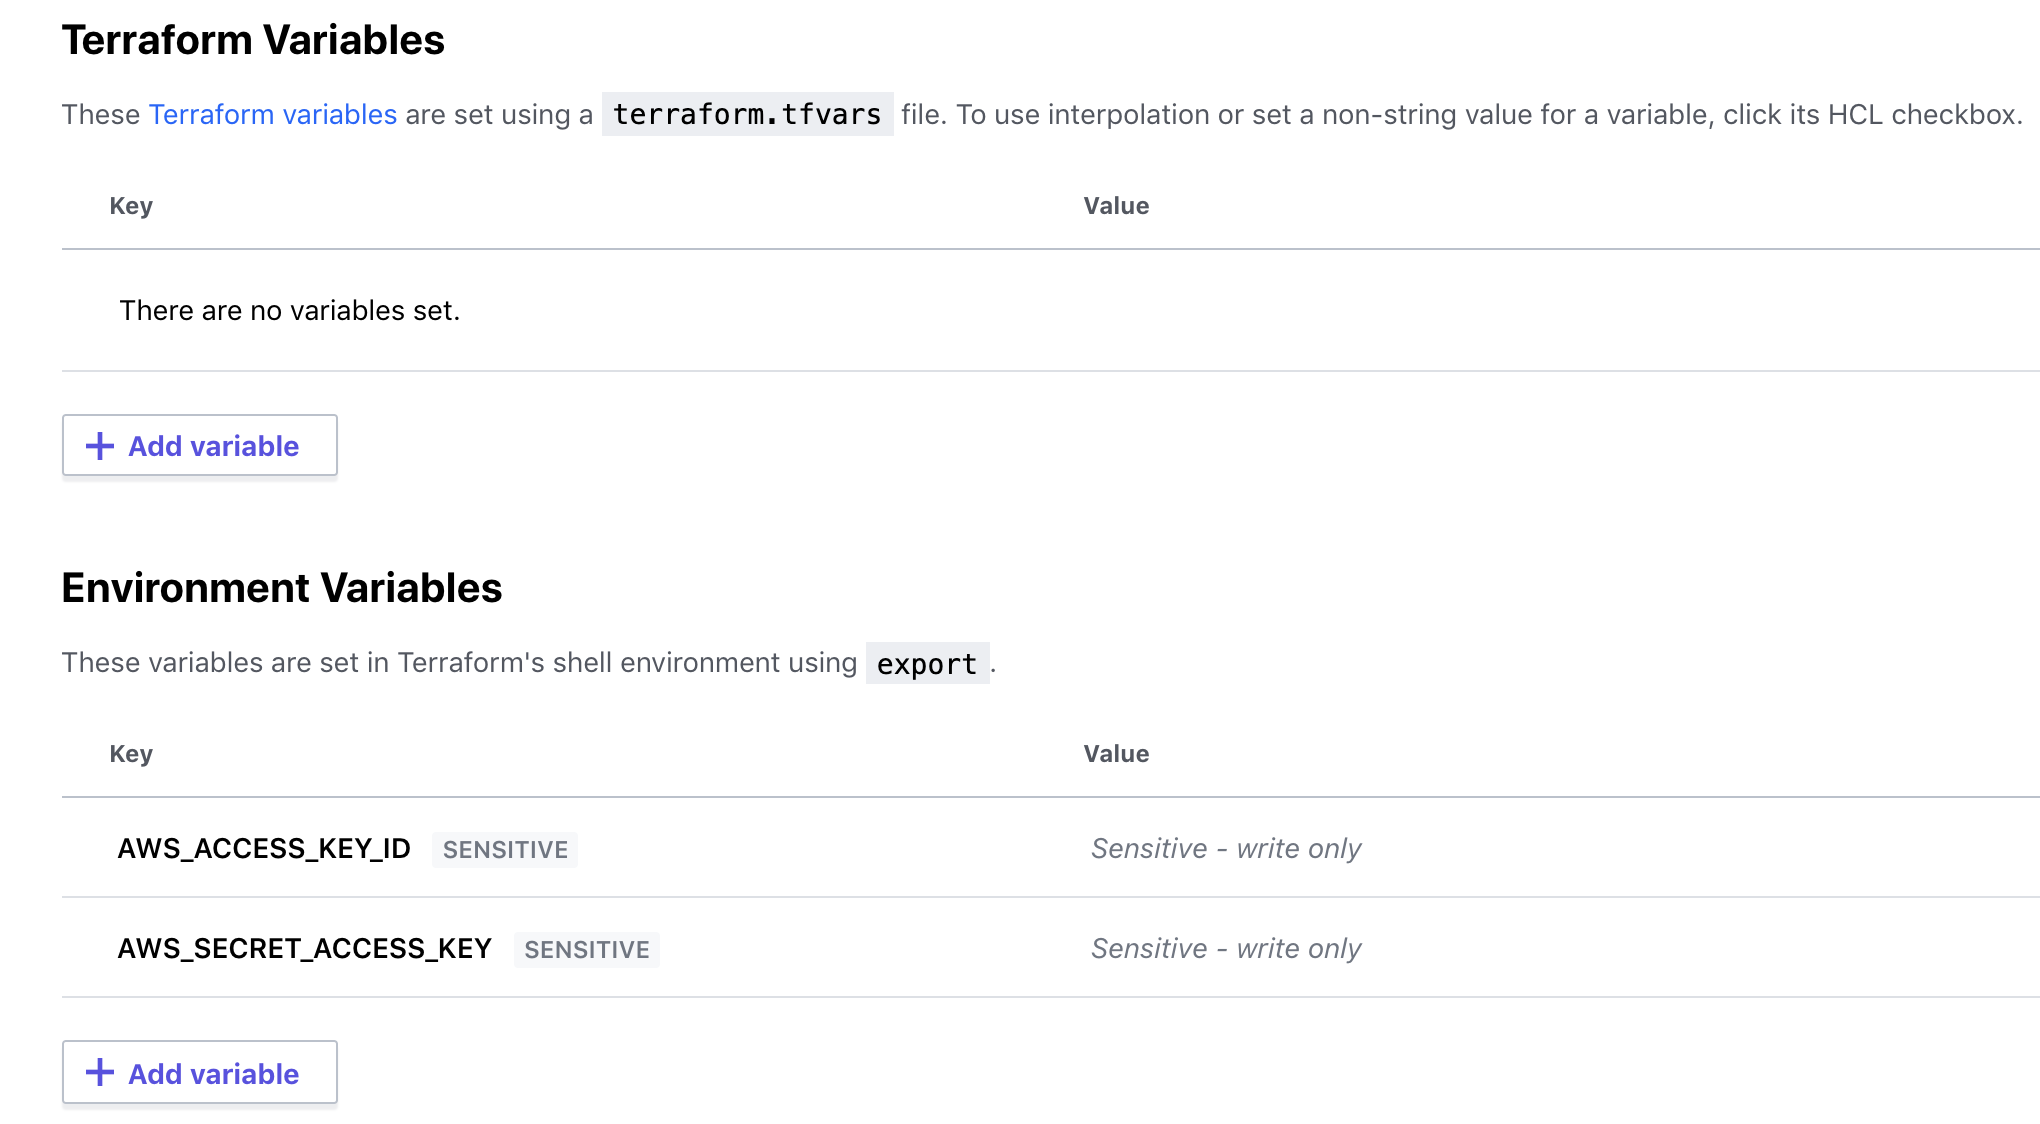 Terraform Variables
These Terraform variables are set using a terraform.tfvars file. To use interpolation or set a non-string value for a variable, click its HCL checkbox.
Key Value
There are no variables set.
+ Add variable
Environment Variables
These variables are set in Terraform's shell environment using export.
Key Value
AWS_ACCESS_KEY_ID SENSITIVE Sensitive - write only
AWS_SECRET_ACCESS_KEY SENSITIVE Sensitive - write only
+ Add variable